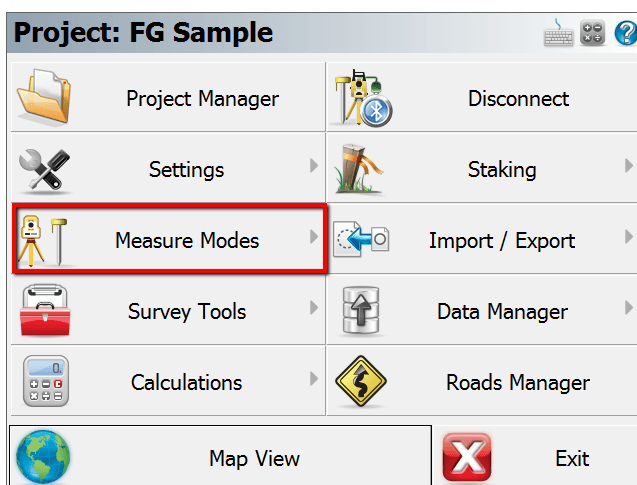 Project: FG Sample
Project Manager
Disconnect
Settings
Staking
Measure Modes
Import / Export
Survey Tools
Data Manager
Calculations
Roads Manager
Map View
Exit